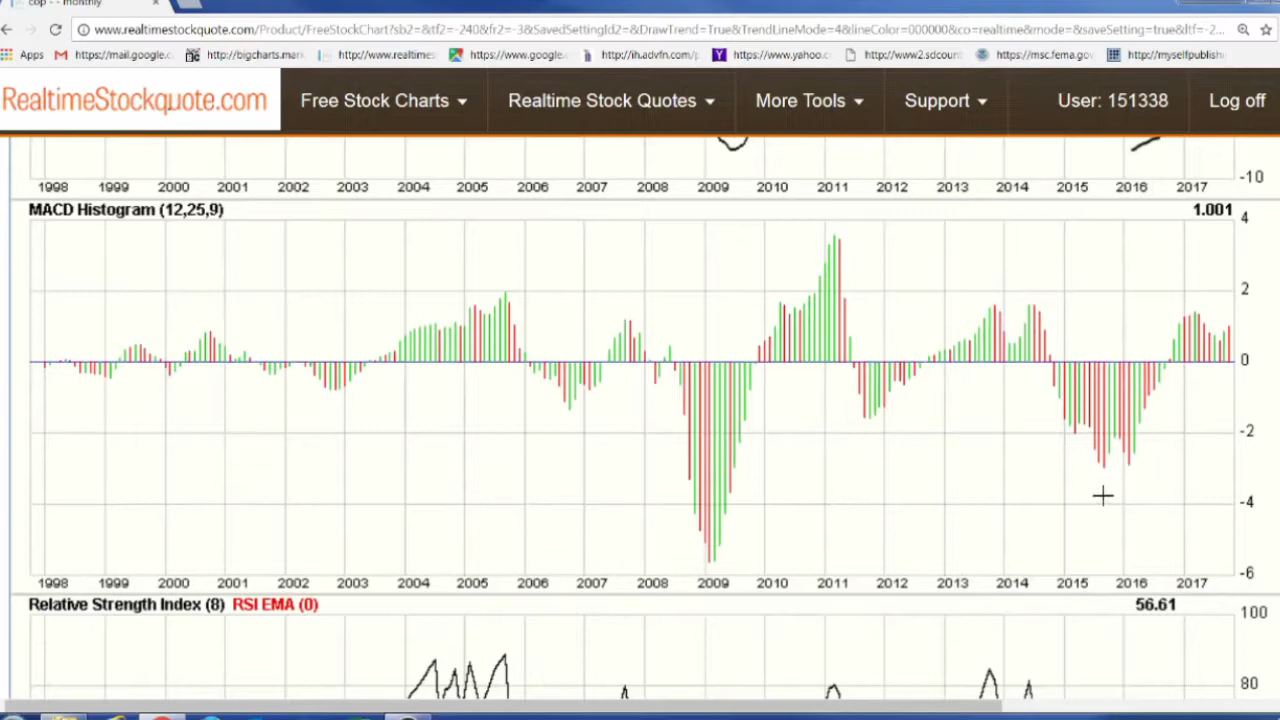 cop - - monthly
www.realtimestockquote.com/Product/FreeStockChart?sb2=&tf2=-240&fr2=-3&SavedSettingId2=&DrawTrend=True&TrendLineMode=4&lineColor=000000&co=realtime&mode=&saveSetting=true&ltf=-2...
Apps https://mail.google.c http://bigcharts.mark http://www.realtimes https://www.google. http://ih.advfn.com/p https://www.yahoo.c http://www2.sdcount https://msc.fema.gov http://myselfpublish
RealtimeStockquote.com Free Stock Charts Realtime Stock Quotes More Tools Support User: 151338 Log off
-10
1998 1999 2000 2001 2002 2003 2004 2005 2006 2007 2008 2009 2010 2011 2012 2013 2014 2015 2016 2017
MACD Histogram (12,25,9) 1.001
4
2
0
-2
-4
-6
1998 1999 2000 2001 2002 2003 2004 2005 2006 2007 2008 2009 2010 2011 2012 2013 2014 2015 2016 2017
Relative Strength Index (8) RSI EMA (0) 56.61
100
80